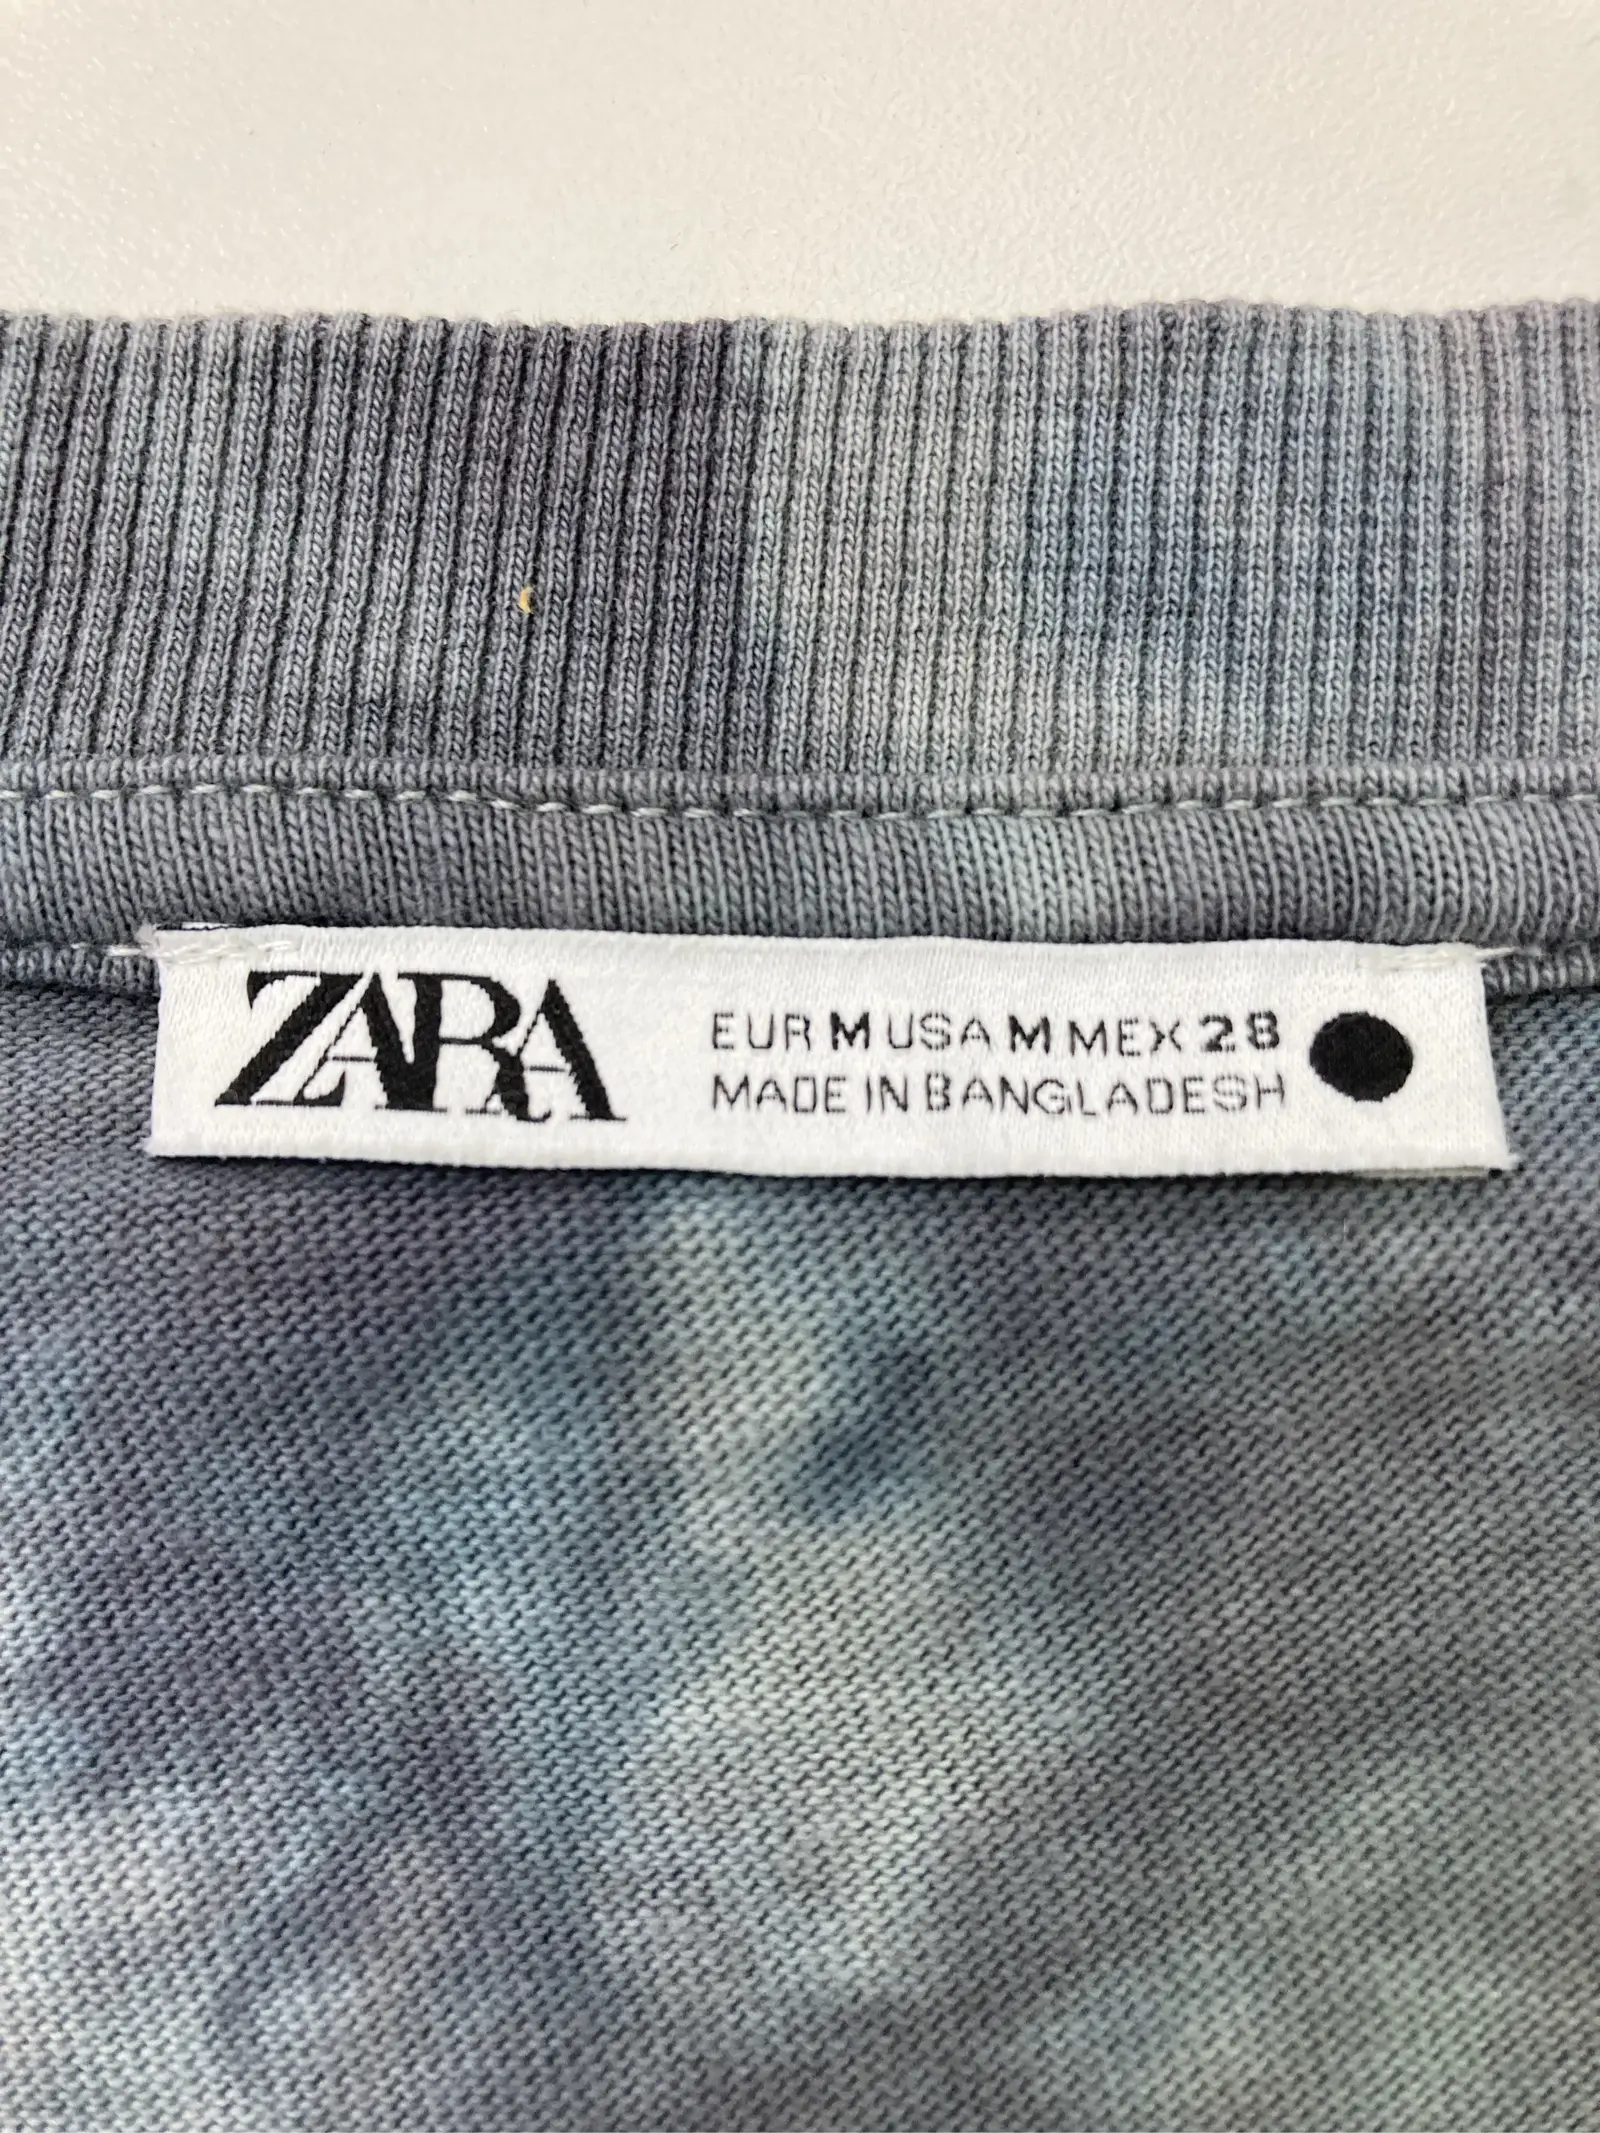 ZARA
EUR M USA M MEX 28
MADE IN BANGLADESH